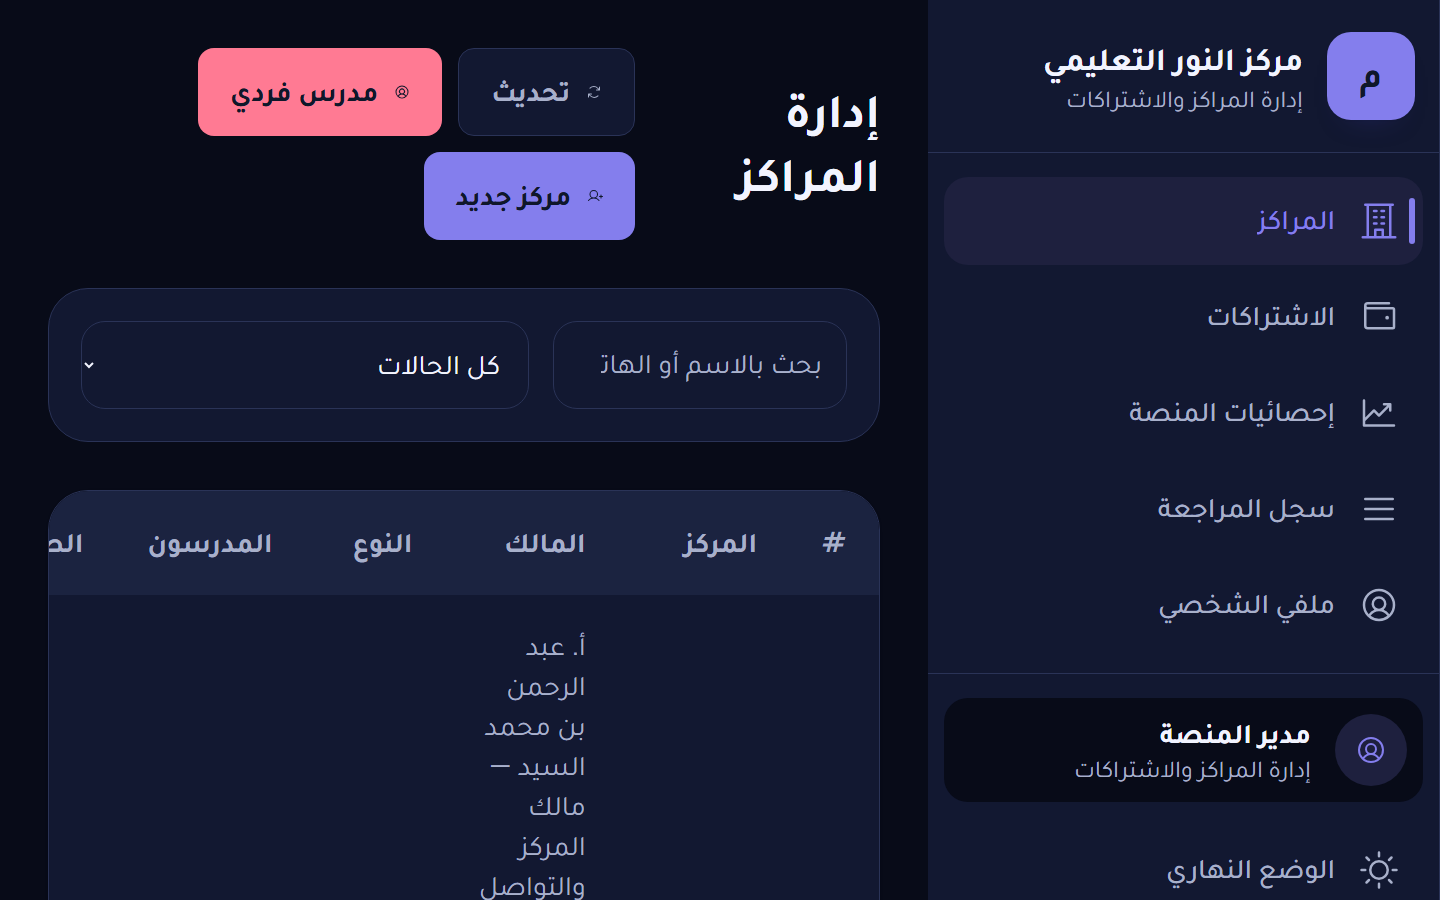 م
مركز النور التعليمي
إدارة المراكز والاشتراكات
المراكز
الاشتراكات
إحصائيات المنصة
سجل المراجعة
ملفي الشخصي
مدير المنصة
إدارة المراكز والاشتراكات
الوضع النهاري
إدارة
المراكز
تحديث
مدرس فردي
مركز جديد
بحث بالاسم أو الهات
كل الحالات
# المركز المالك النوع المدرسون
أ. عبد
الرحمن
بن محمد
السيد —
مالك
المركز
والتواصل